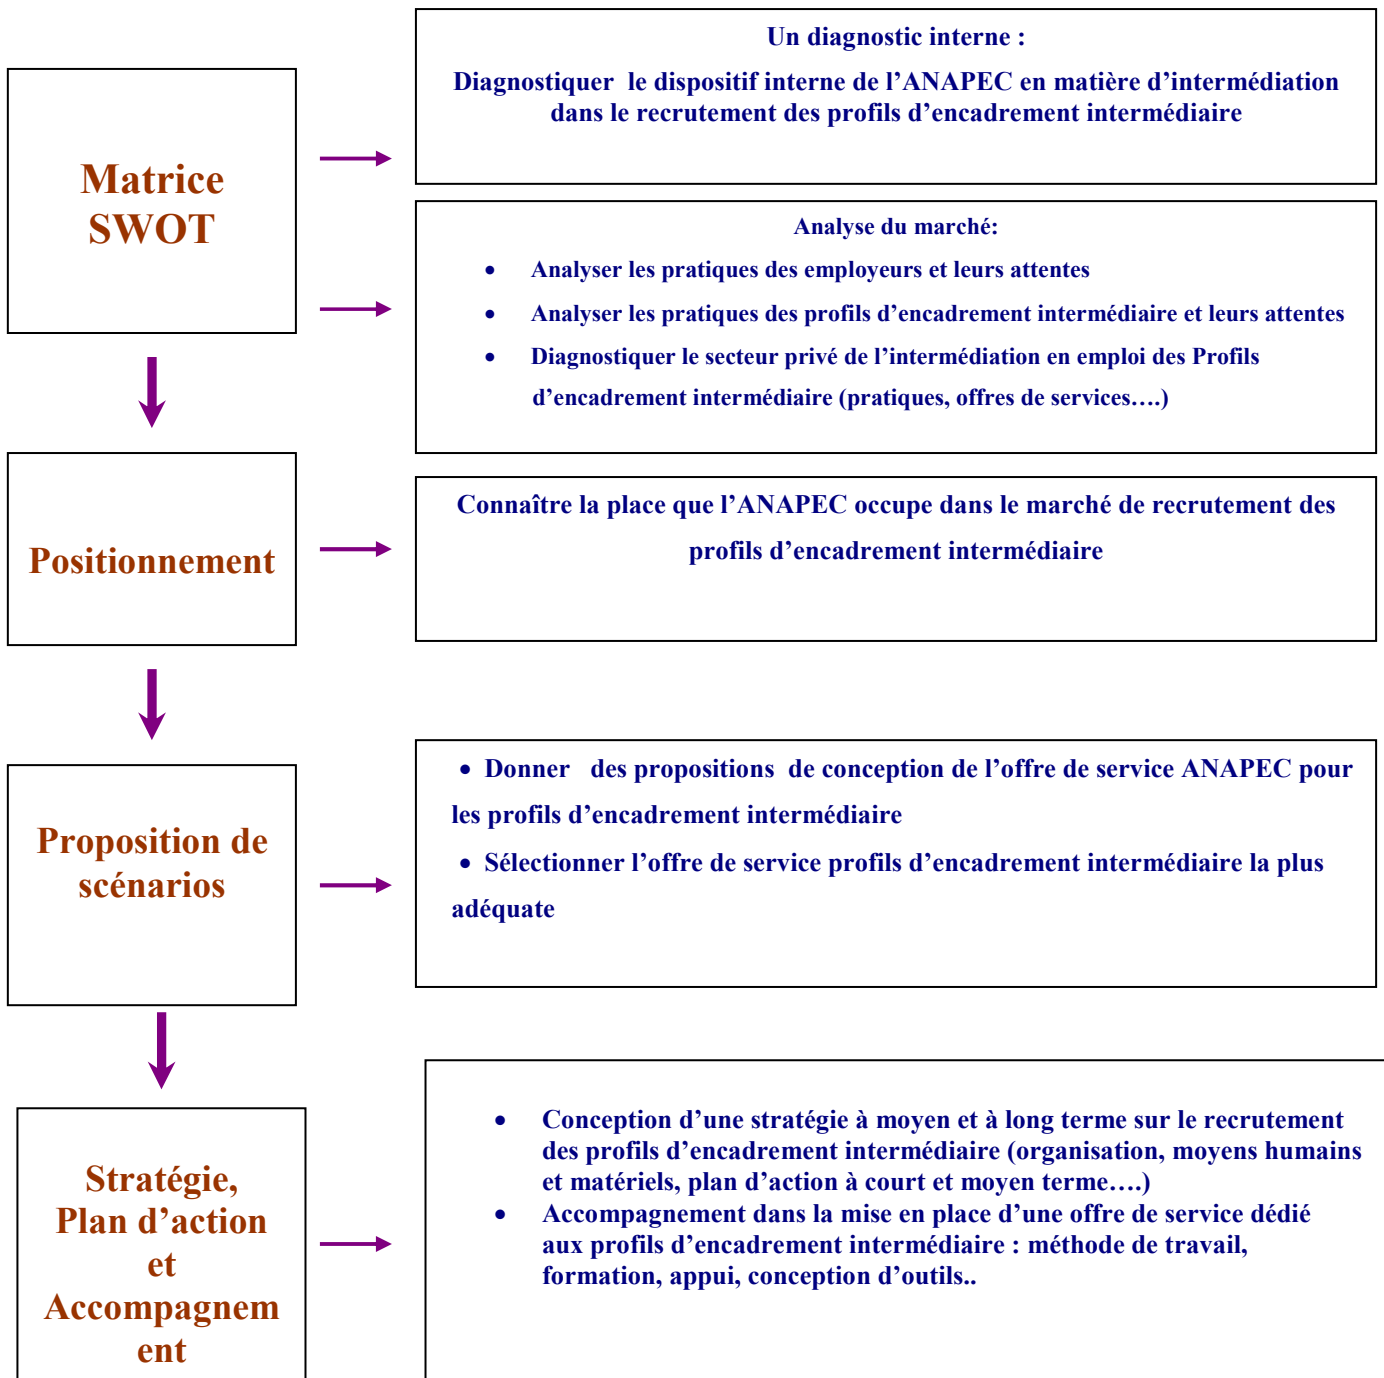 Matrice
SWOT
Un diagnostic interne :
Diagnostiquer le dispositif interne de l’ANAPEC en matière d’intermédiation
dans le recrutement des profils d’encadrement intermédiaire
Analyse du marché:
• Analyser les pratiques des employeurs et leurs attentes
• Analyser les pratiques des profils d’encadrement intermédiaire et leurs attentes
• Diagnostiquer le secteur privé de l’intermédiation en emploi des Profils
d’encadrement intermédiaire (pratiques, offres de services….)
Positionnement
Connaître la place que l’ANAPEC occupe dans le marché de recrutement des
profils d’encadrement intermédiaire
Proposition de
scénarios
• Donner des propositions de conception de l’offre de service ANAPEC pour
les profils d’encadrement intermédiaire
• Sélectionner l’offre de service profils d’encadrement intermédiaire la plus
adéquate
Stratégie,
Plan d’action
et
Accompagnem
ent
• Conception d’une stratégie à moyen et à long terme sur le recrutement
des profils d’encadrement intermédiaire (organisation, moyens humains
et matériels, plan d’action à court et moyen terme….)
• Accompagnement dans la mise en place d’une offre de service dédié
aux profils d’encadrement intermédiaire : méthode de travail,
formation, appui, conception d’outils..